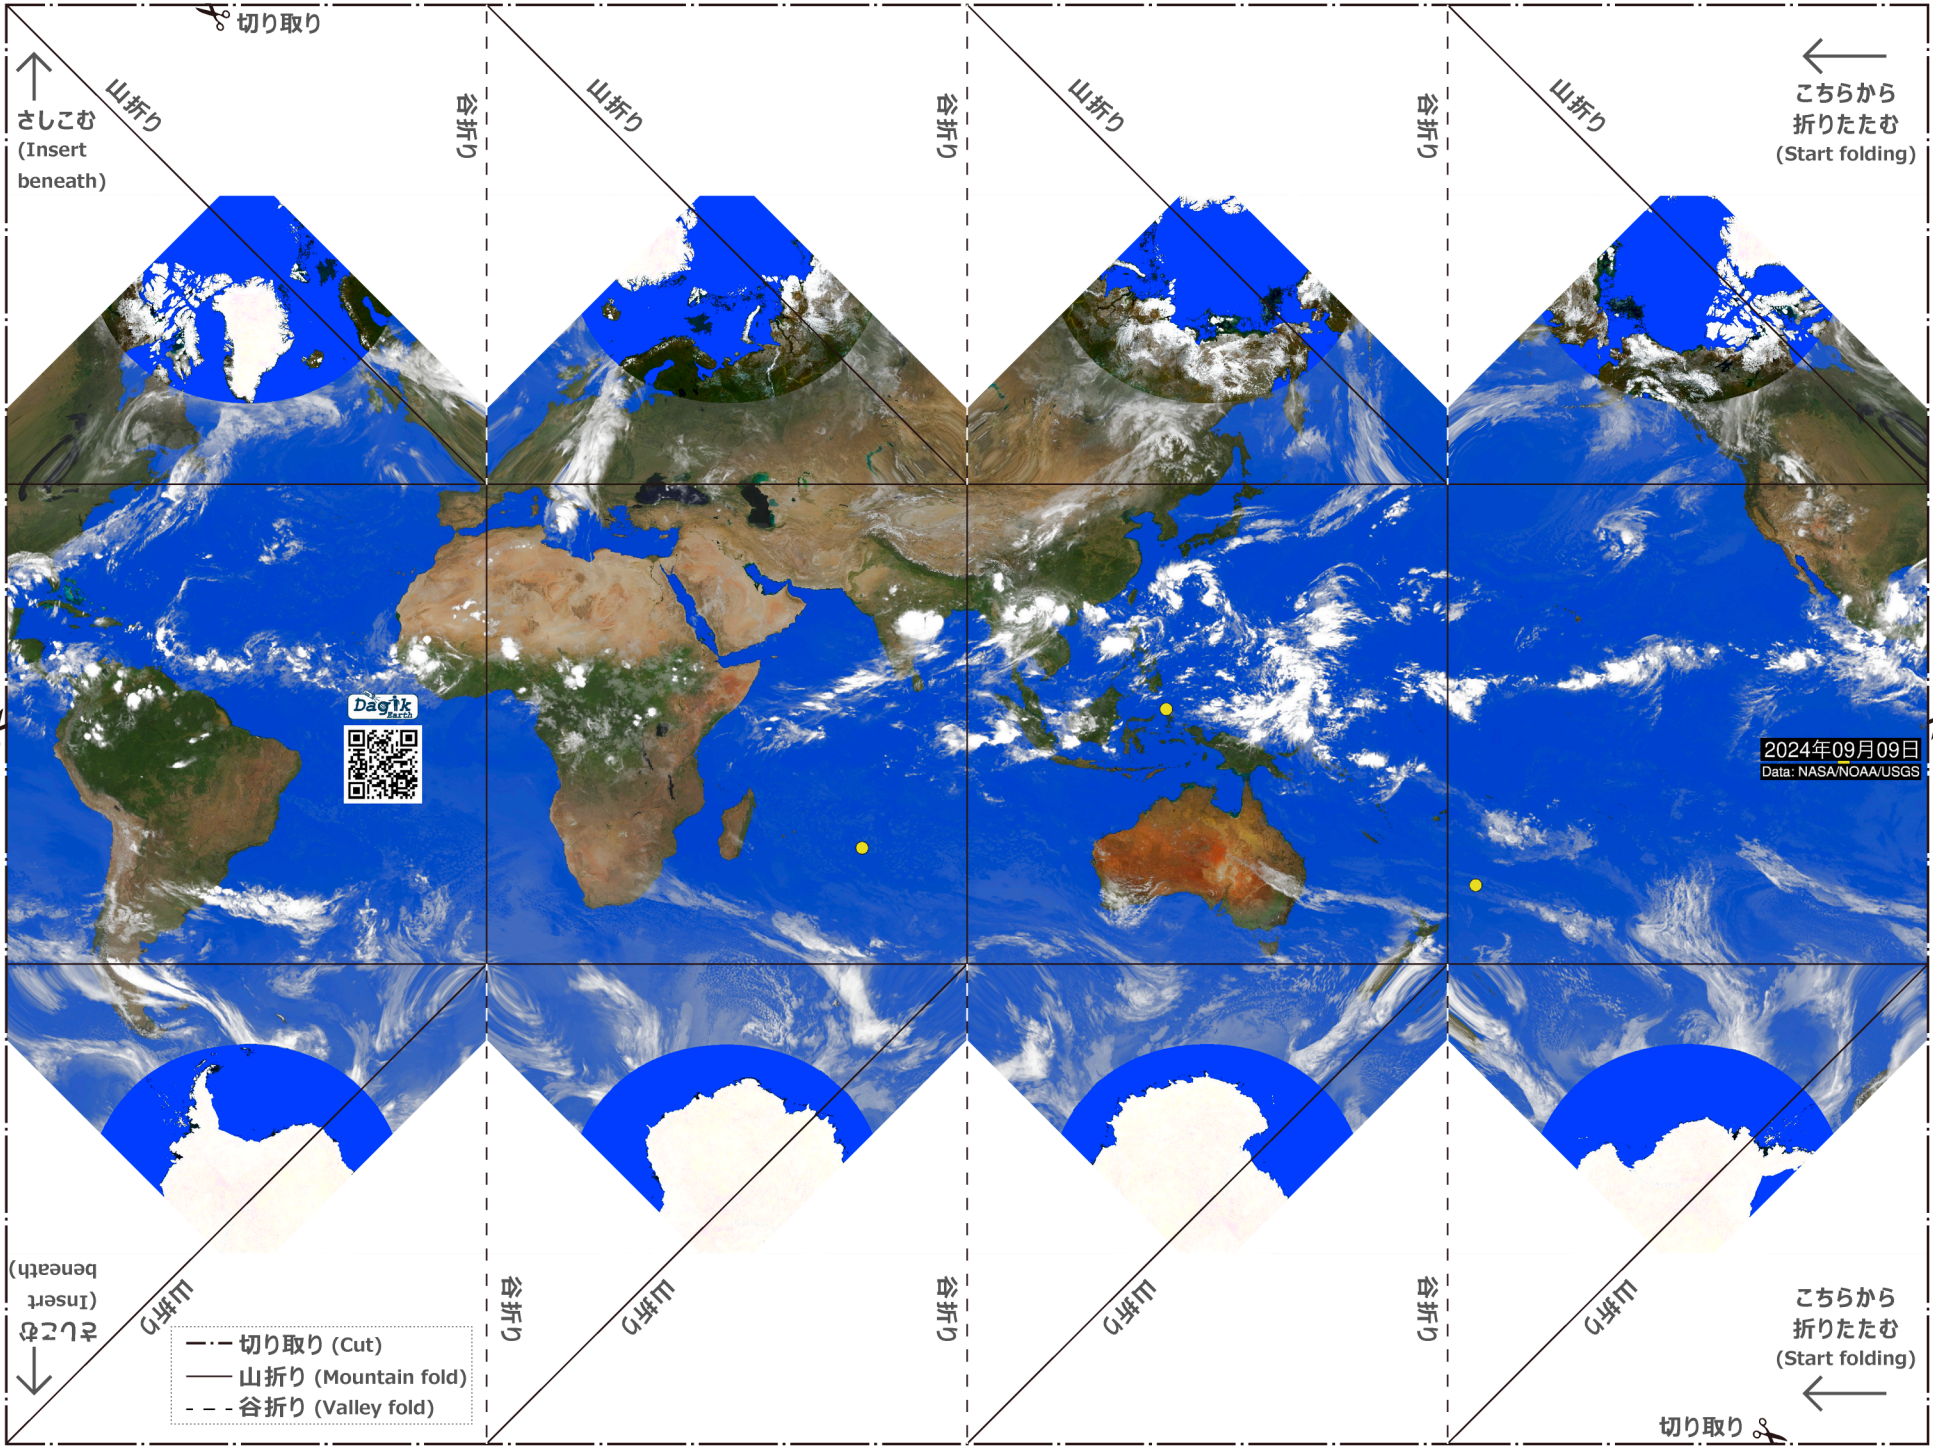 切り取り
山折り
谷折り
山折り
谷折り
山折り
谷折り
山折り
こちらから
折りたたむ
(Start folding)
さしこむ
(Insert
beneath)
Dagik
Earth
2024年09月09日
Data: NASA/NOAA/USGS
さしこむ
(Insert
beneath)
山折り
谷折り
山折り
谷折り
山折り
谷折り
山折り
こちらから
折りたたむ
(Start folding)
切り取り (Cut)
山折り (Mountain fold)
谷折り (Valley fold)
切り取り